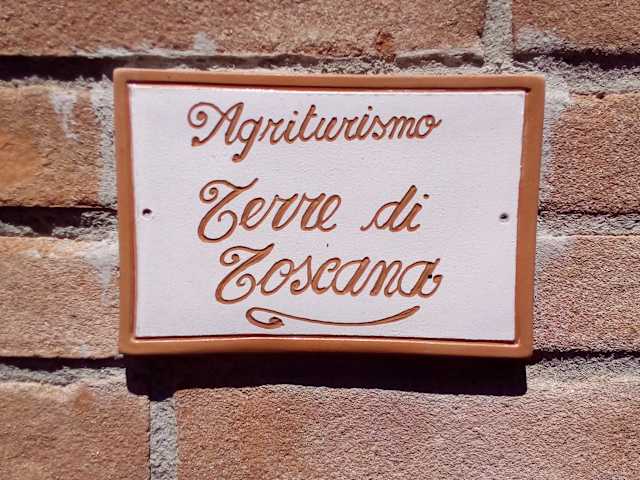 Agriturismo
Terre di
Toscana